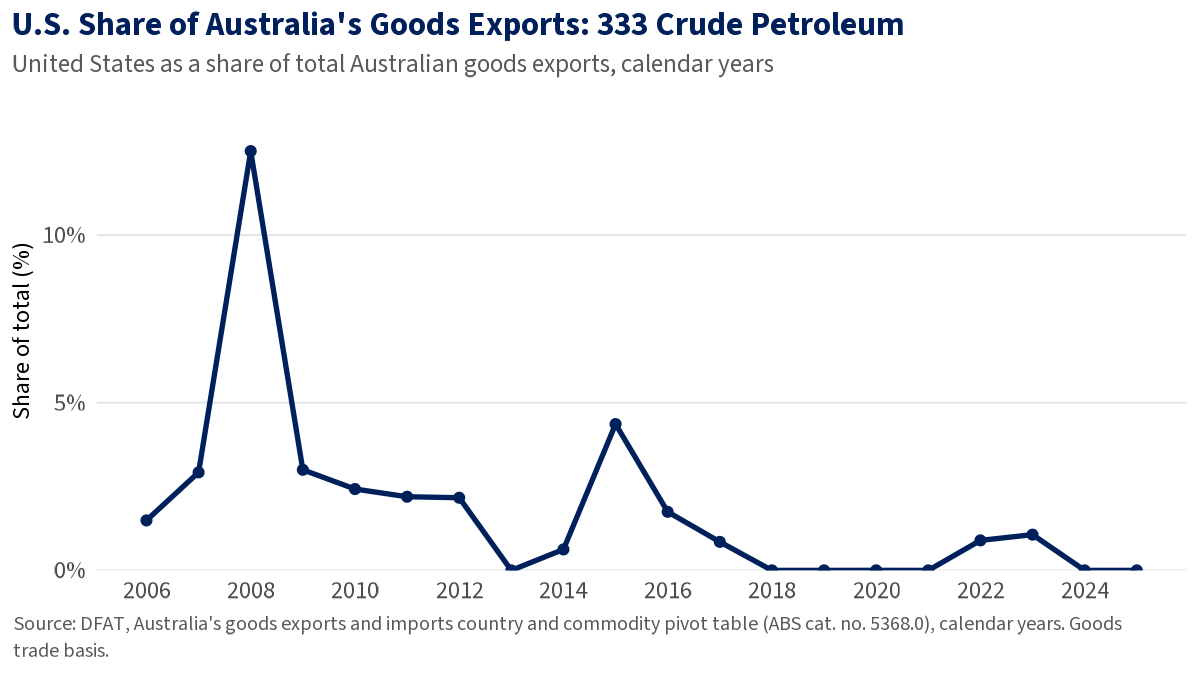 U.S. Share of Australia's Goods Exports: 333 Crude Petroleum
United States as a share of total Australian goods exports, calendar years
Share of total (%)
10%
5%
0%
2006 2008 2010 2012 2014 2016 2018 2020 2022 2024
Source: DFAT, Australia's goods exports and imports country and commodity pivot table (ABS cat. no. 5368.0), calendar years. Goods
trade basis.